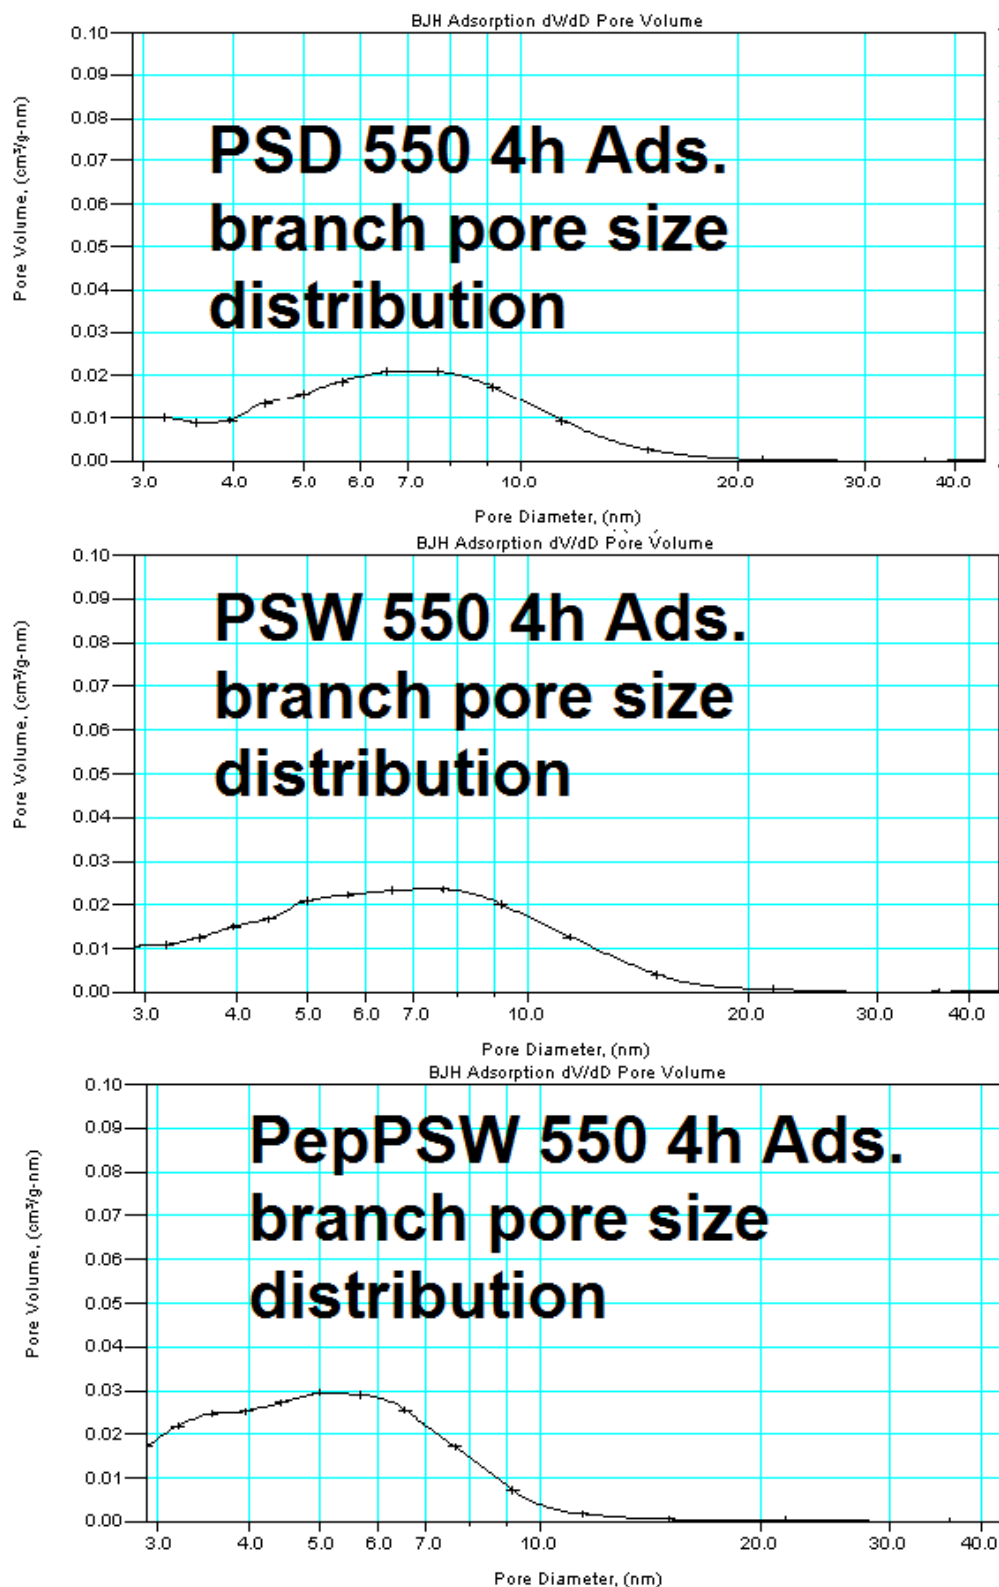 BJH Adsorption dV/dD Pore Volume
Pore Volume, (cm³/g-nm)
0.10
0.09
0.08
0.07
0.06
0.05
0.04
0.03
0.02
0.01
0.00
PSD 550 4h Ads.
branch pore size
distribution
3.0 4.0 5.0 6.0 7.0 10.0 20.0 30.0 40.0
Pore Diameter, (nm)
BJH Adsorption dV/dD Pore Volume
Pore Volume, (cm³/g-nm)
0.10
0.09
0.08
0.07
0.06
0.05
0.04
0.03
0.02
0.01
0.00
PSW 550 4h Ads.
branch pore size
distribution
3.0 4.0 5.0 6.0 7.0 10.0 20.0 30.0 40.0
Pore Diameter, (nm)
BJH Adsorption dV/dD Pore Volume
Pore Volume, (cm³/g-nm)
0.10
0.09
0.08
0.07
0.06
0.05
0.04
0.03
0.02
0.01
0.00
PepPSW 550 4h Ads.
branch pore size
distribution
3.0 4.0 5.0 6.0 7.0 10.0 20.0 30.0 40.0
Pore Diameter, (nm)